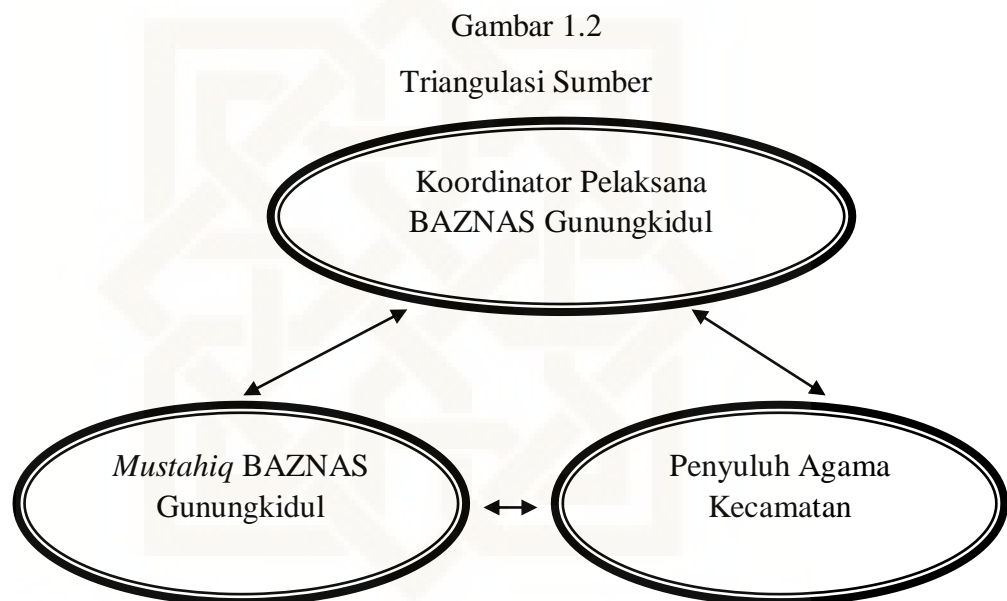 Gambar 1.2
Triangulasi Sumber
Koordinator Pelaksana
BAZNAS Gunungkidul
Mustahiq BAZNAS
Gunungkidul
Penyuluh Agama
Kecamatan